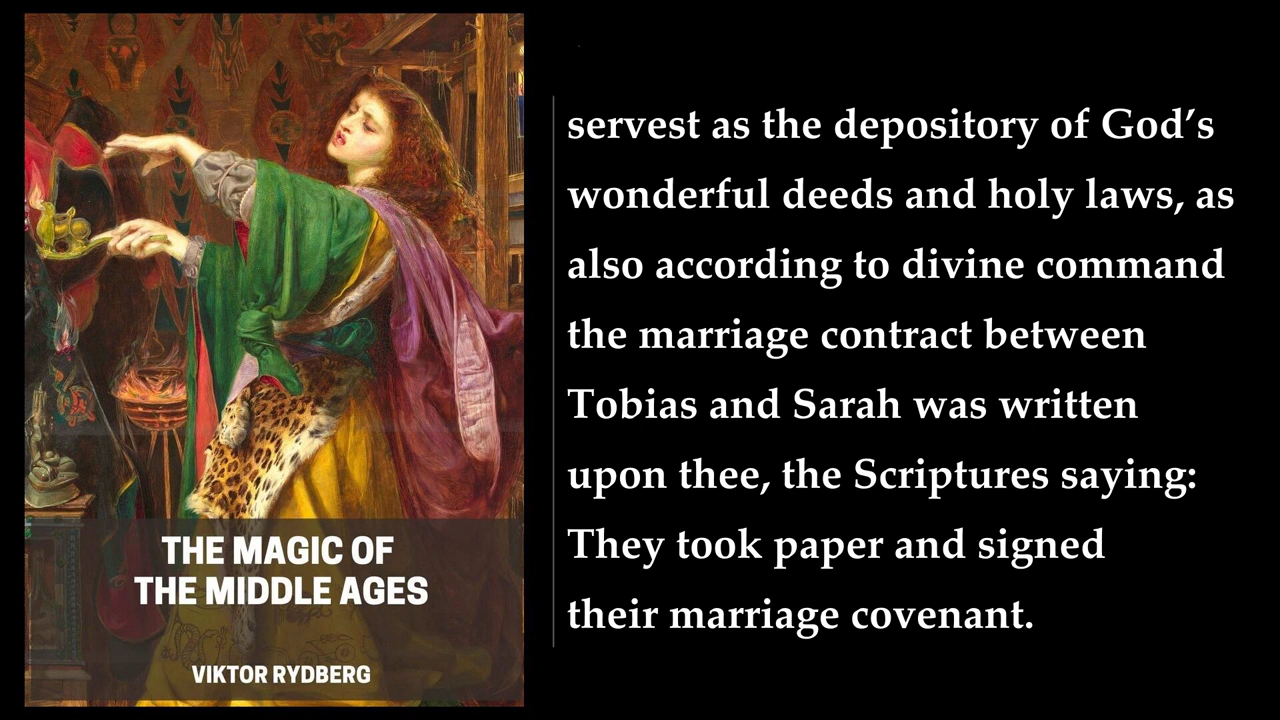 THE MAGIC OF
THE MIDDLE AGES
VIKTOR RYDBERG
servest as the depository of God’s
wonderful deeds and holy laws, as
also according to divine command
the marriage contract between
Tobias and Sarah was written
upon thee, the Scriptures saying:
They took paper and signed
their marriage covenant.